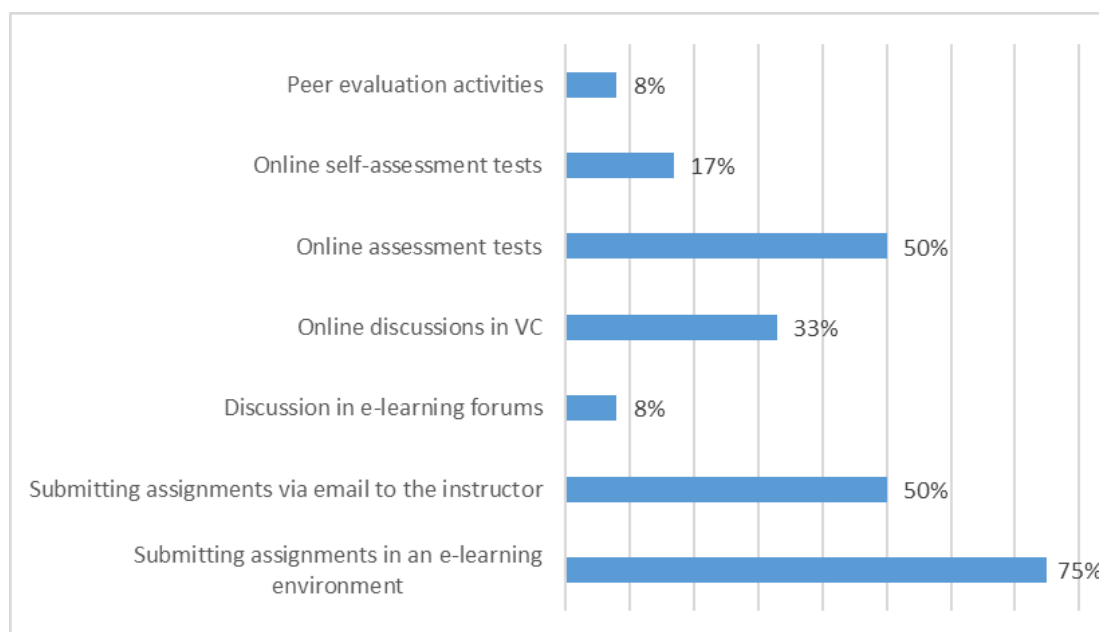 Peer evaluation activities
8%
Online self-assessment tests
17%
Online assessment tests
50%
Online discussions in VC
33%
Discussion in e-learning forums
8%
Submitting assignments via email to the instructor
50%
Submitting assignments in an e-learning
environment
75%